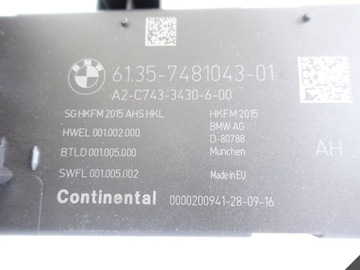 61.35-7481043-01
A2-C743-3430-6-00
SG HKFM 2015 AHS HKL
HKFM 2015
HWEL 001.002.000
BMW AG
D-80788
BTLD 001.005.000
Munchen
AH
SWFL 001.005.002
Made in EU
Continental 0000200941-28-09-16